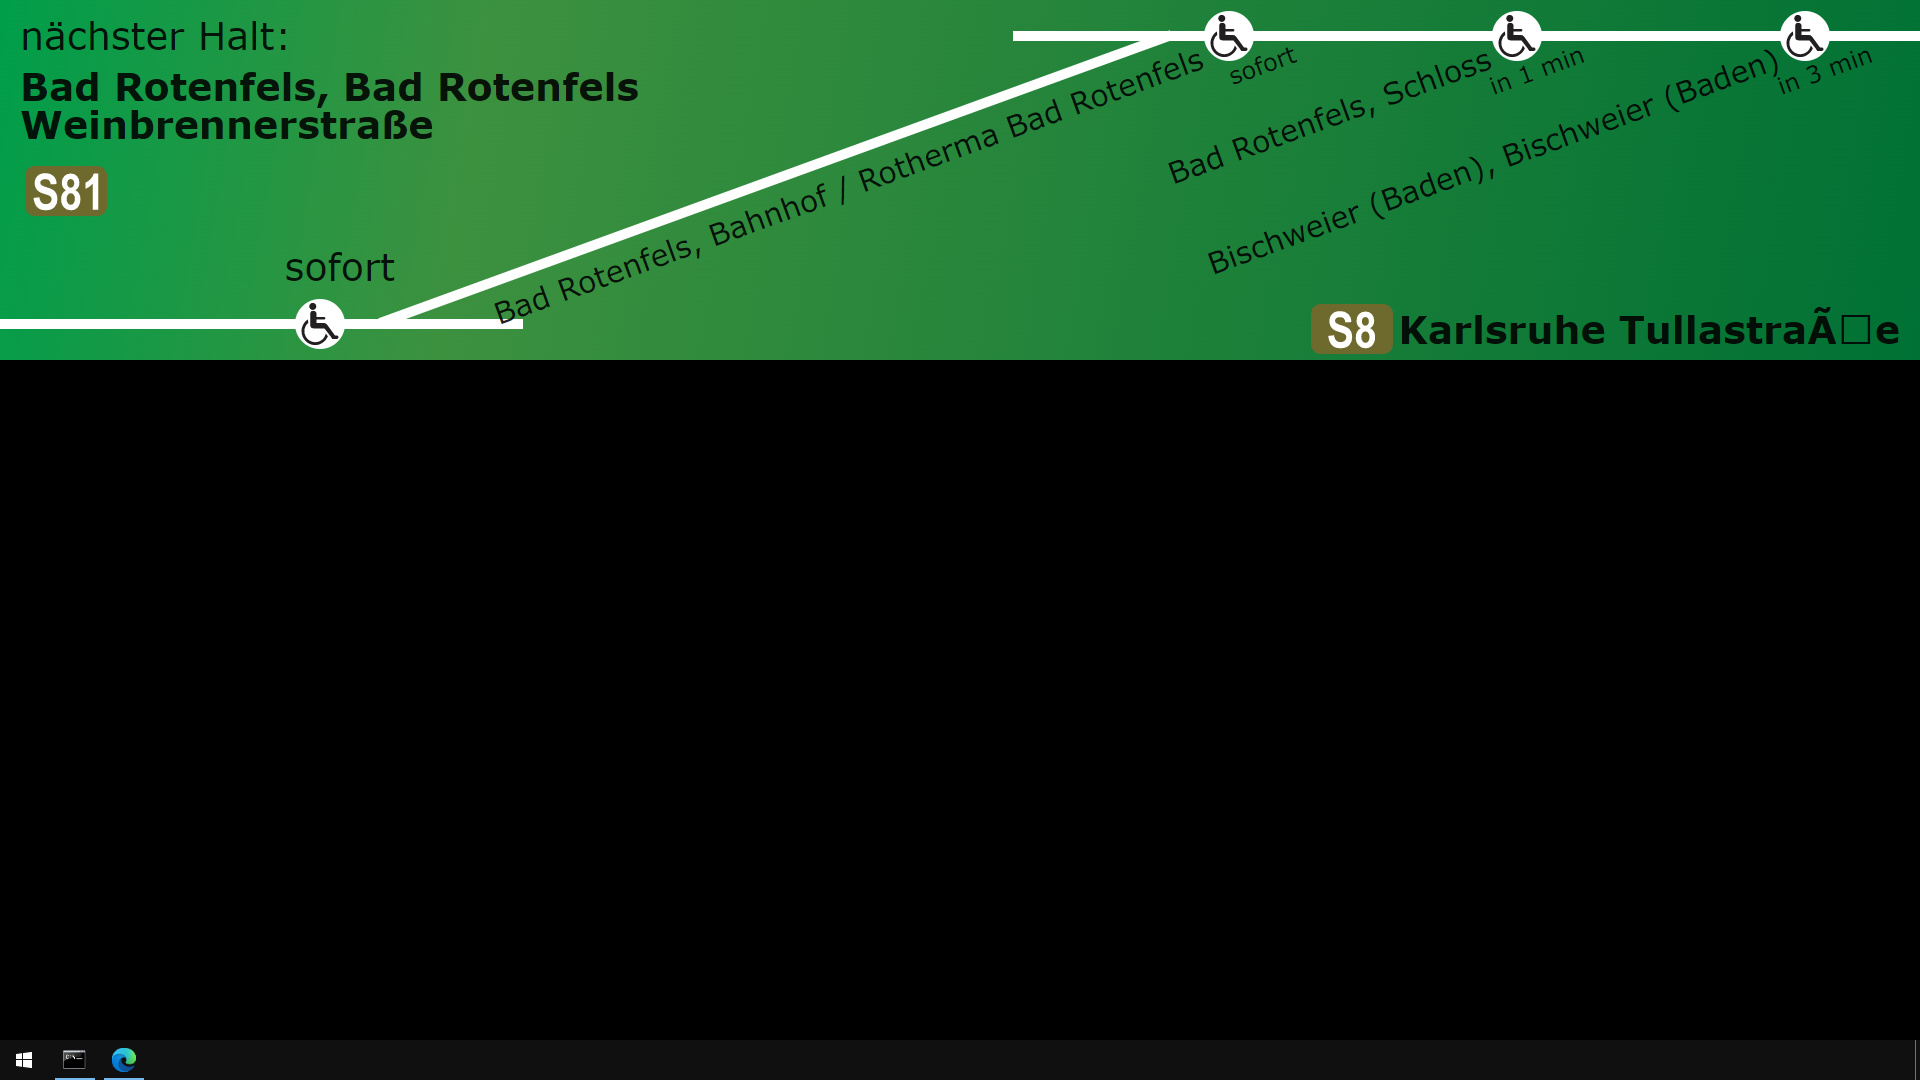 nächster Halt:
Bad Rotenfels, Bad Rotenfels
Weinbrennerstraße
S81
sofort
Bad Rotenfels, Bahnhof / Rotherma Bad Rotenfels
sofort
Bad Rotenfels, Schloss
in 1 min
Bischweier (Baden), Bischweier (Baden)
in 3 min
S8 Karlsruhe TullastraÃ□e